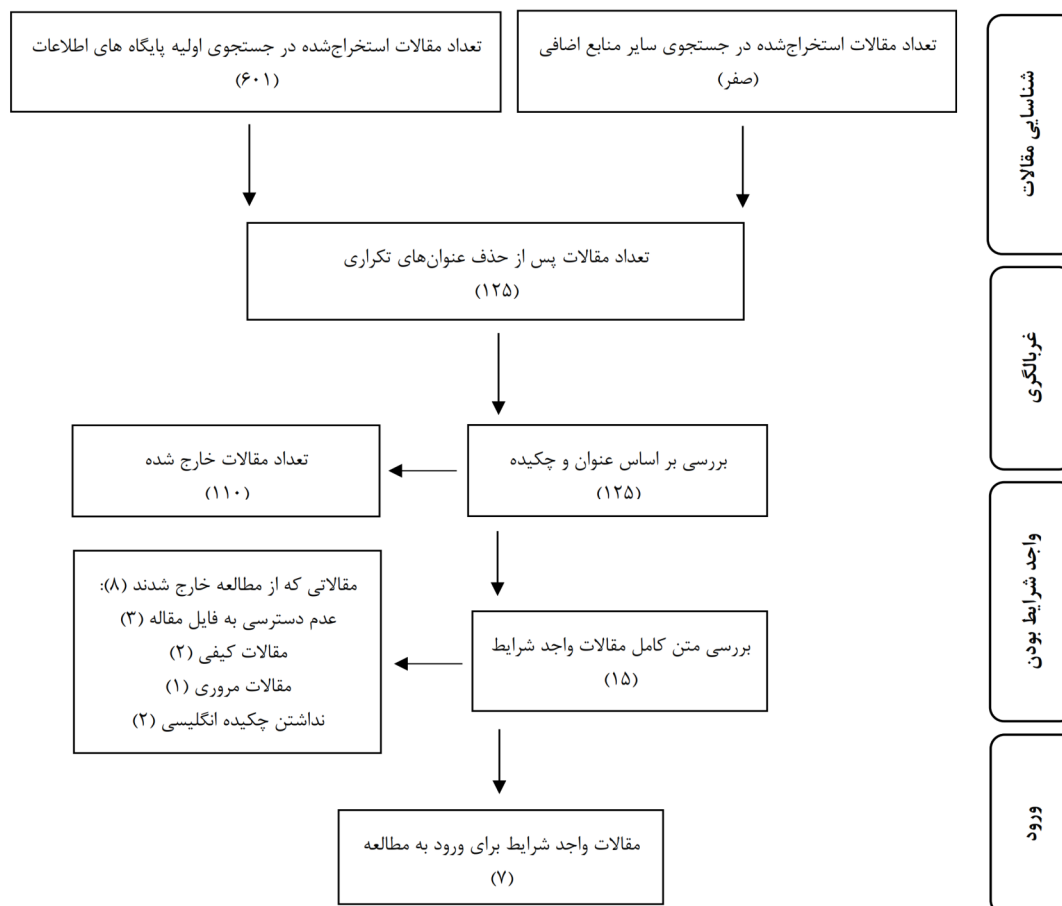 تعداد مقالات استخراج‌شده در جستجوی سایر منابع اضافی
(صفر)
تعداد مقالات استخراج‌شده در جستجوی اولیه پایگاه های اطلاعات
(۶۰۱)
شناسایی مقالات
تعداد مقالات پس از حذف عنوان‌های تکراری
(۱۲۵)
غربالگری
بررسی بر اساس عنوان و چکیده
(۱۲۵)
تعداد مقالات خارج شده
(۱۱۰)
واجد شرایط بودن
بررسی متن کامل مقالات واجد شرایط
(۱۵)
مقالاتی که از مطالعه خارج شدند (۸):
عدم دسترسی به فایل مقاله (۳)
مقالات کیفی (۲)
مقالات مروری (۱)
نداشتن چکیده انگلیسی (۲)
ورود
مقالات واجد شرایط برای ورود به مطالعه
(۷)